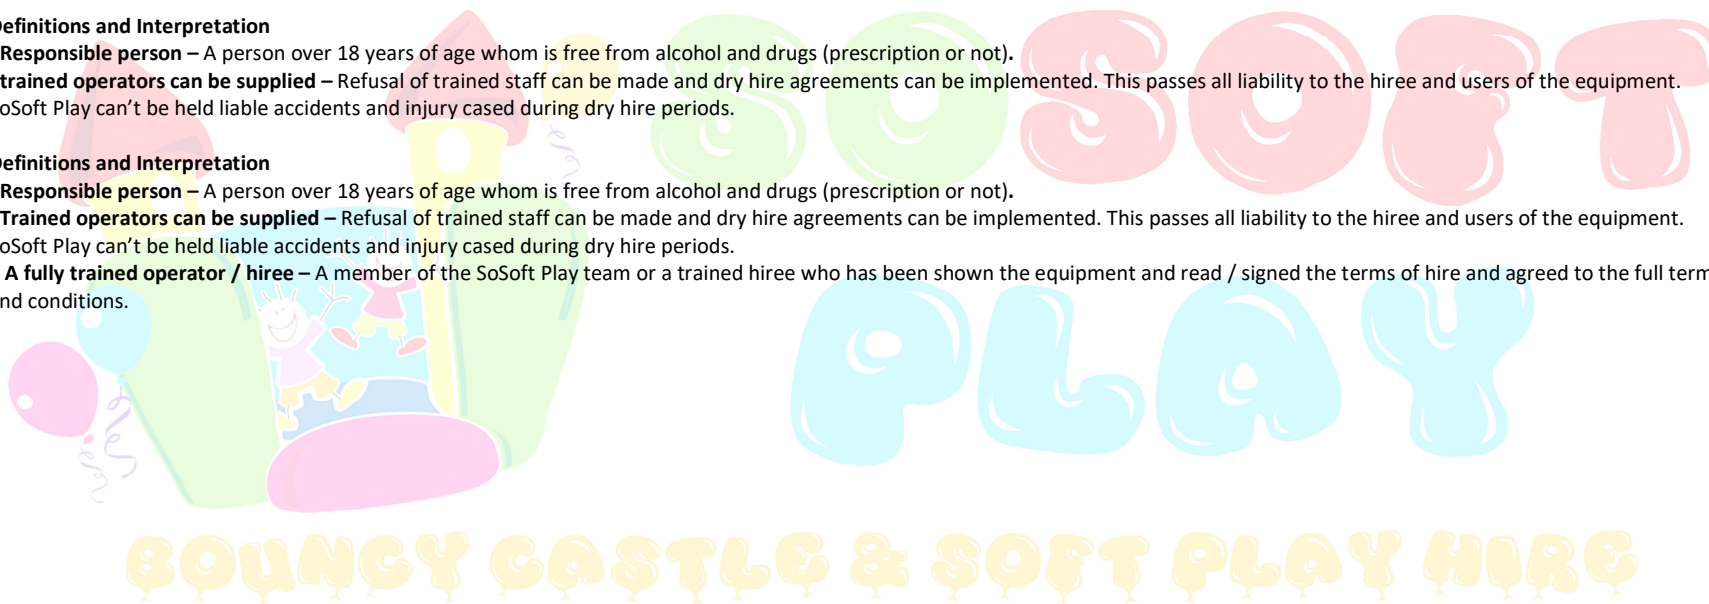 Definitions and Interpretation
Responsible person – A person over 18 years of age whom is free from alcohol and drugs (prescription or not).
trained operators can be supplied – Refusal of trained staff can be made and dry hire agreements can be implemented. This passes all liability to the hiree and users of the equipment.
oSoft Play can’t be held liable accidents and injury cased during dry hire periods.
Definitions and Interpretation
Responsible person – A person over 18 years of age whom is free from alcohol and drugs (prescription or not).
Trained operators can be supplied – Refusal of trained staff can be made and dry hire agreements can be implemented. This passes all liability to the hiree and users of the equipment.
oSoft Play can’t be held liable accidents and injury cased during dry hire periods.
A fully trained operator / hiree – A member of the SoSoft Play team or a trained hiree who has been shown the equipment and read / signed the terms of hire and agreed to the full term
nd conditions.
SOSOFT
PLAY
BOUNCY CASTLE & SOFT PLAY HIRE